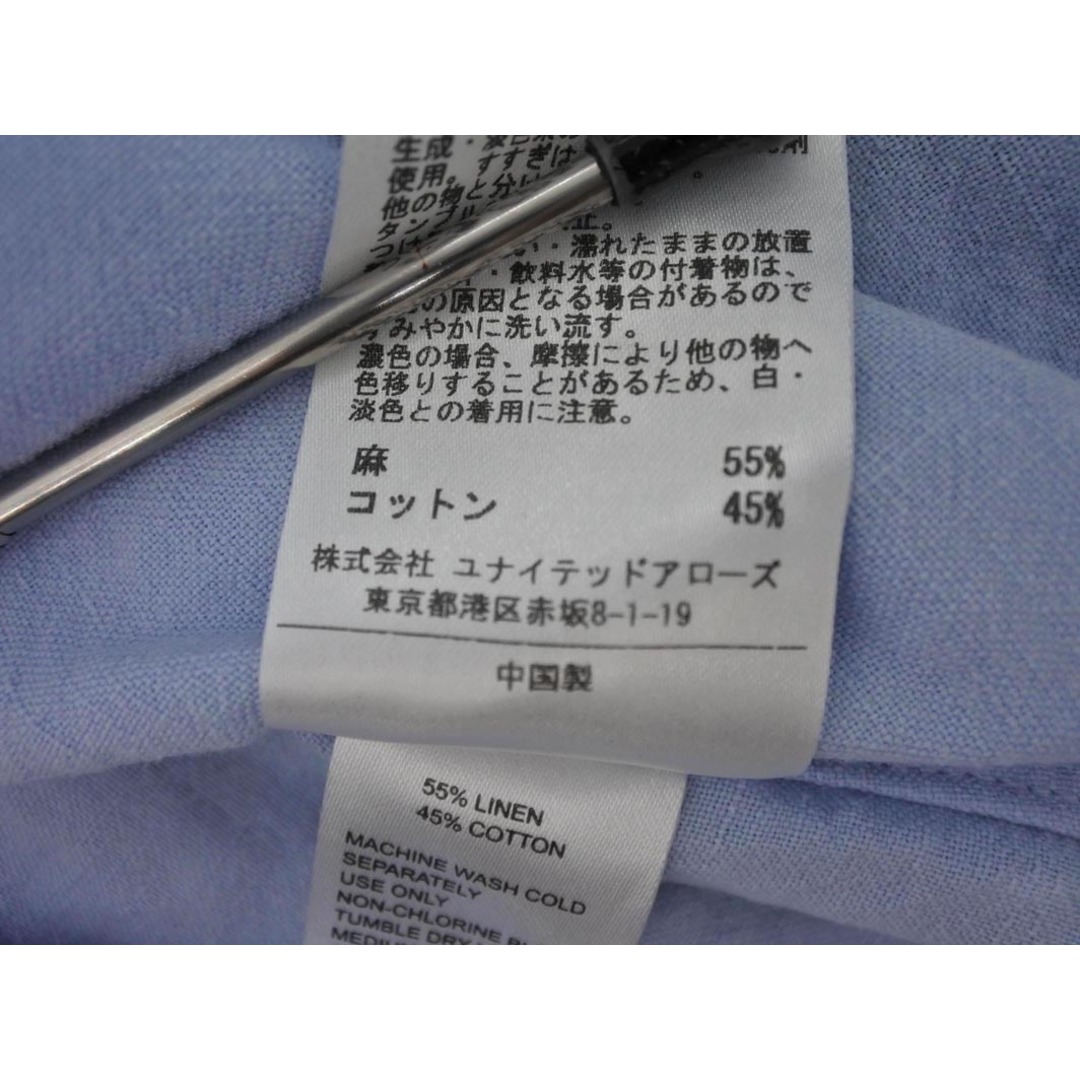 生成・淡色
使用。すすぎは
他の物と分け
タンブル
つけ
・濡れたままの放置
・飲料水等の付着物は、
の原因となる場合があるので
すみやかに洗い流す。
濃色の場合、摩擦により他の物へ
色移りすることがあるため、白・
淡色との着用に注意。
麻 55%
コットン 45%
株式会社 ユナイテッドアローズ
東京都港区赤坂8-1-19
中国製
55% LINEN
45% COTTON
MACHINE WASH COLD
SEPARATELY
USE ONLY
NON-CHLORINE
TUMBLE DRY